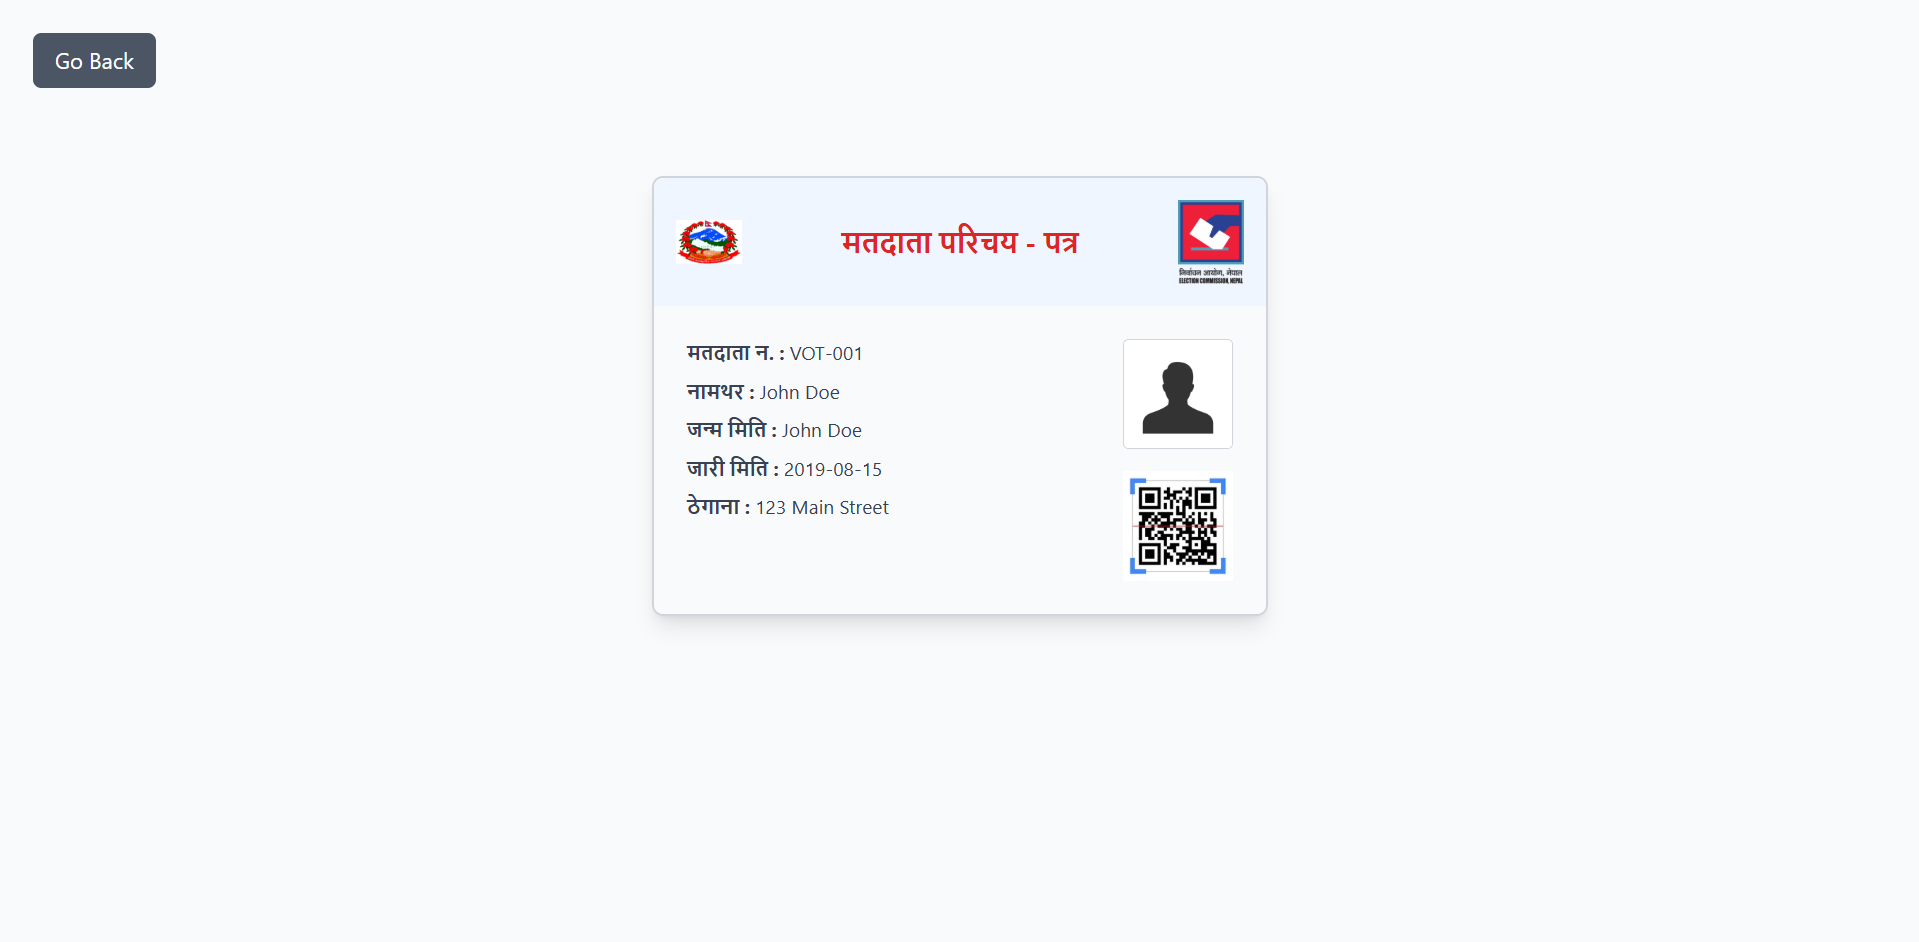 Go Back
मतदाता परिचय - पत्र
निर्वाचन आयोग, नेपाल
ELECTION COMMISSION, NEPAL
मतदाता न. : VOT-001
नामथर : John Doe
जन्म मिति : John Doe
जारी मिति : 2019-08-15
ठेगाना : 123 Main Street